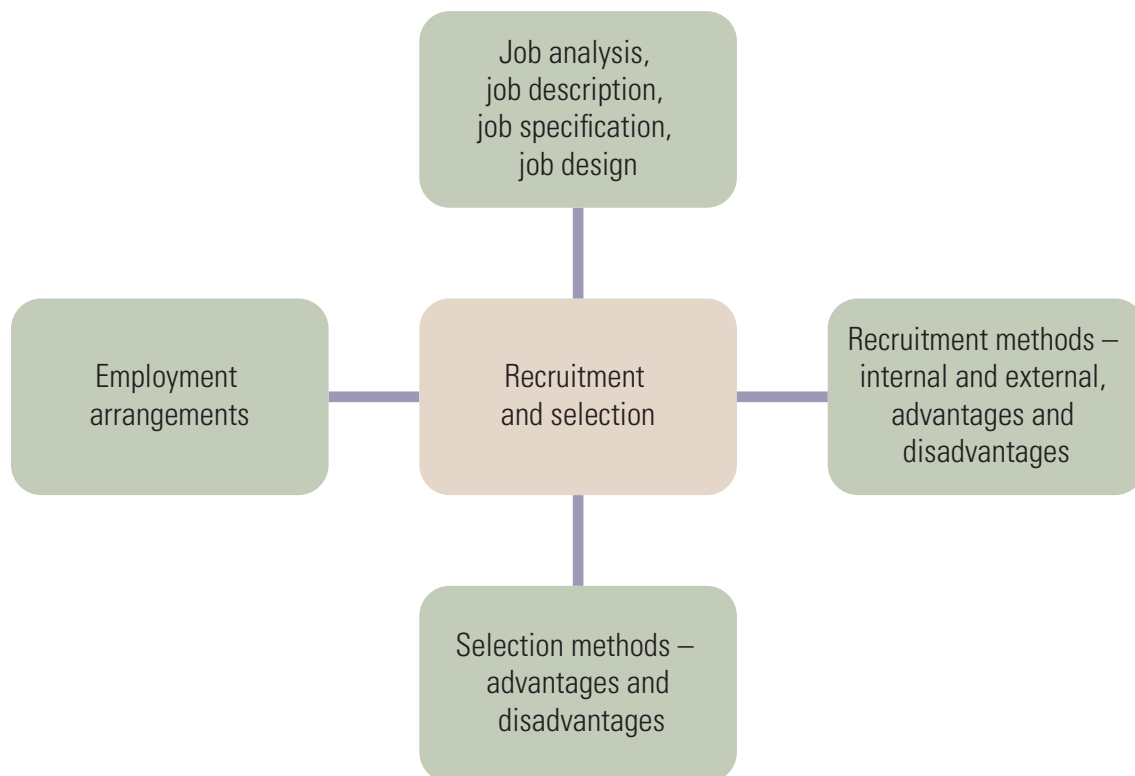 Job analysis,
job description,
job specification,
job design
Employment
arrangements
Recruitment
and selection
Recruitment methods –
internal and external,
advantages and
disadvantages
Selection methods –
advantages and
disadvantages